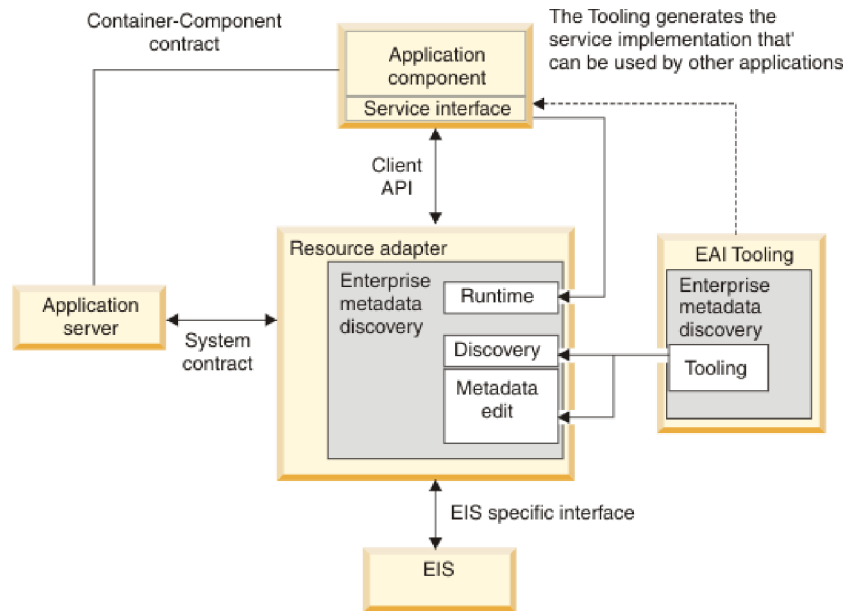 Container-Component
contract
The Tooling generates the
service implementation that'
can be used by other applications
Application
component
Service interface
Client
API
Resource adapter
Enterprise
metadata
discovery
Runtime
Discovery
Metadata
edit
EAI Tooling
Enterprise
metadata
discovery
Tooling
Application
server
System
contract
EIS specific interface
EIS